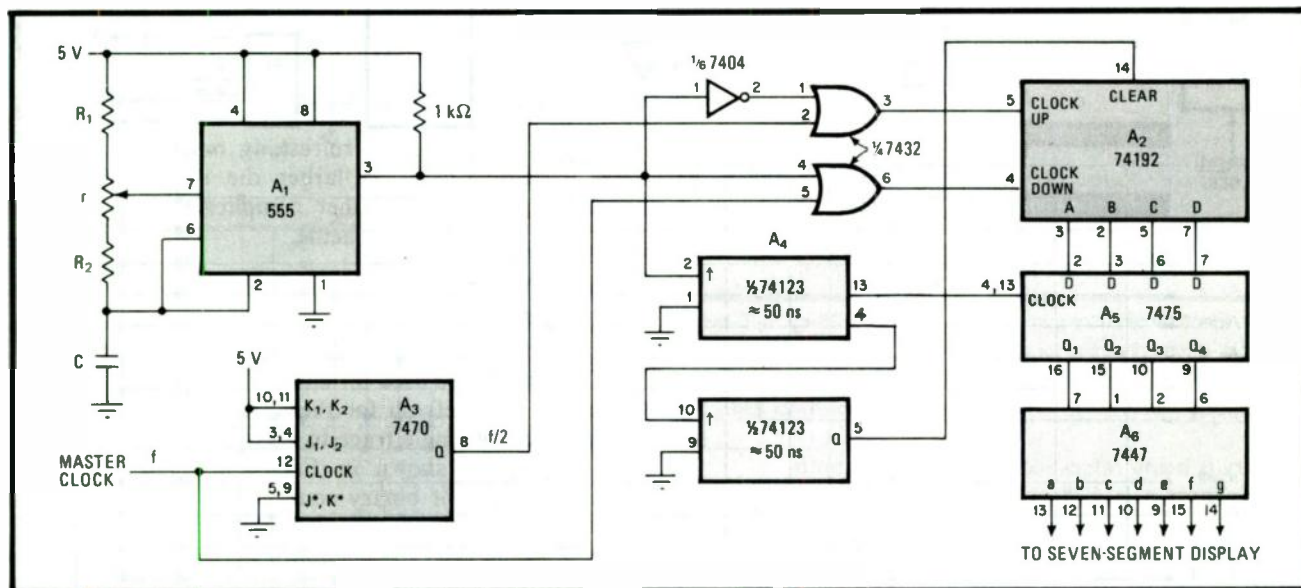 5 V
R1
r
R2
C
4
8
7
6
3
2
1
A1
555
1 kΩ
1/6 7404
1
2
1
2
3
1/4 7432
4
5
6
14
CLEAR
5
CLOCK
UP
A2
74192
4
CLOCK
DOWN
A B C D
3 2 5 7
2 3 6 7
D D D D
4,13
CLOCK
A5 7475
Q1 Q2 Q3 Q4
16 15 10 9
7 1 2 6
A6
7447
a b c d e f g
13 12 11 10 9 15 14
TO SEVEN-SEGMENT DISPLAY
A4
2
↑
1
½74123
≈ 50 ns
13
4
10
↑
9
½74123
≈ 50 ns
Q
5
5 V
10, 11
K1, K2
3, 4
J1, J2
12
CLOCK
5, 9
J*, K*
A3
7470
Q
8
f/2
MASTER
CLOCK
f